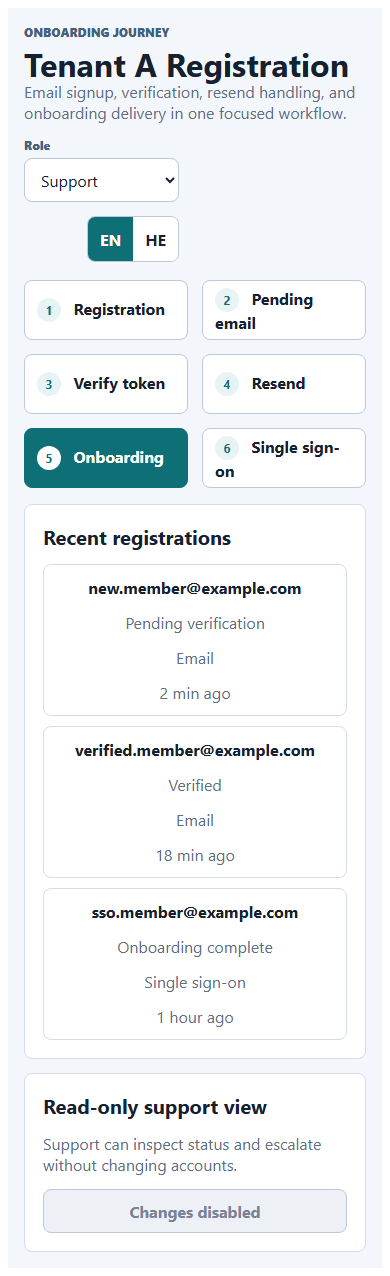 ONBOARDING JOURNEY
Tenant A Registration
Email signup, verification, resend handling, and
onboarding delivery in one focused workflow.
Role
Support
EN HE
1 Registration
2 Pending
email
3 Verify token
4 Resend
5 Onboarding
6 Single sign-
on
Recent registrations
new.member@example.com
Pending verification
Email
2 min ago
verified.member@example.com
Verified
Email
18 min ago
sso.member@example.com
Onboarding complete
Single sign-on
1 hour ago
Read-only support view
Support can inspect status and escalate
without changing accounts.
Changes disabled